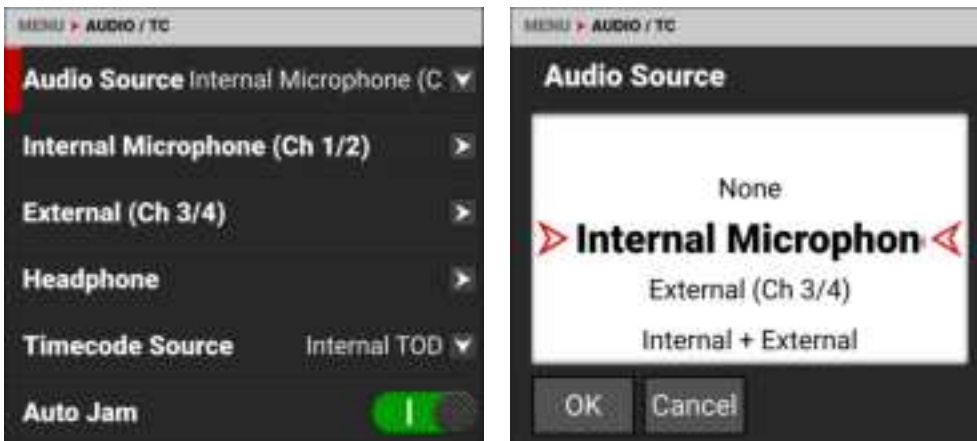 MENU ▸ AUDIO / TC
Audio Source Internal Microphone (C
Internal Microphone (Ch 1/2)
External (Ch 3/4)
Headphone
Timecode Source Internal TOD
Auto Jam
MENU ▸ AUDIO / TC
Audio Source
None
Internal Microphon
External (Ch 3/4)
Internal + External
OK Cancel